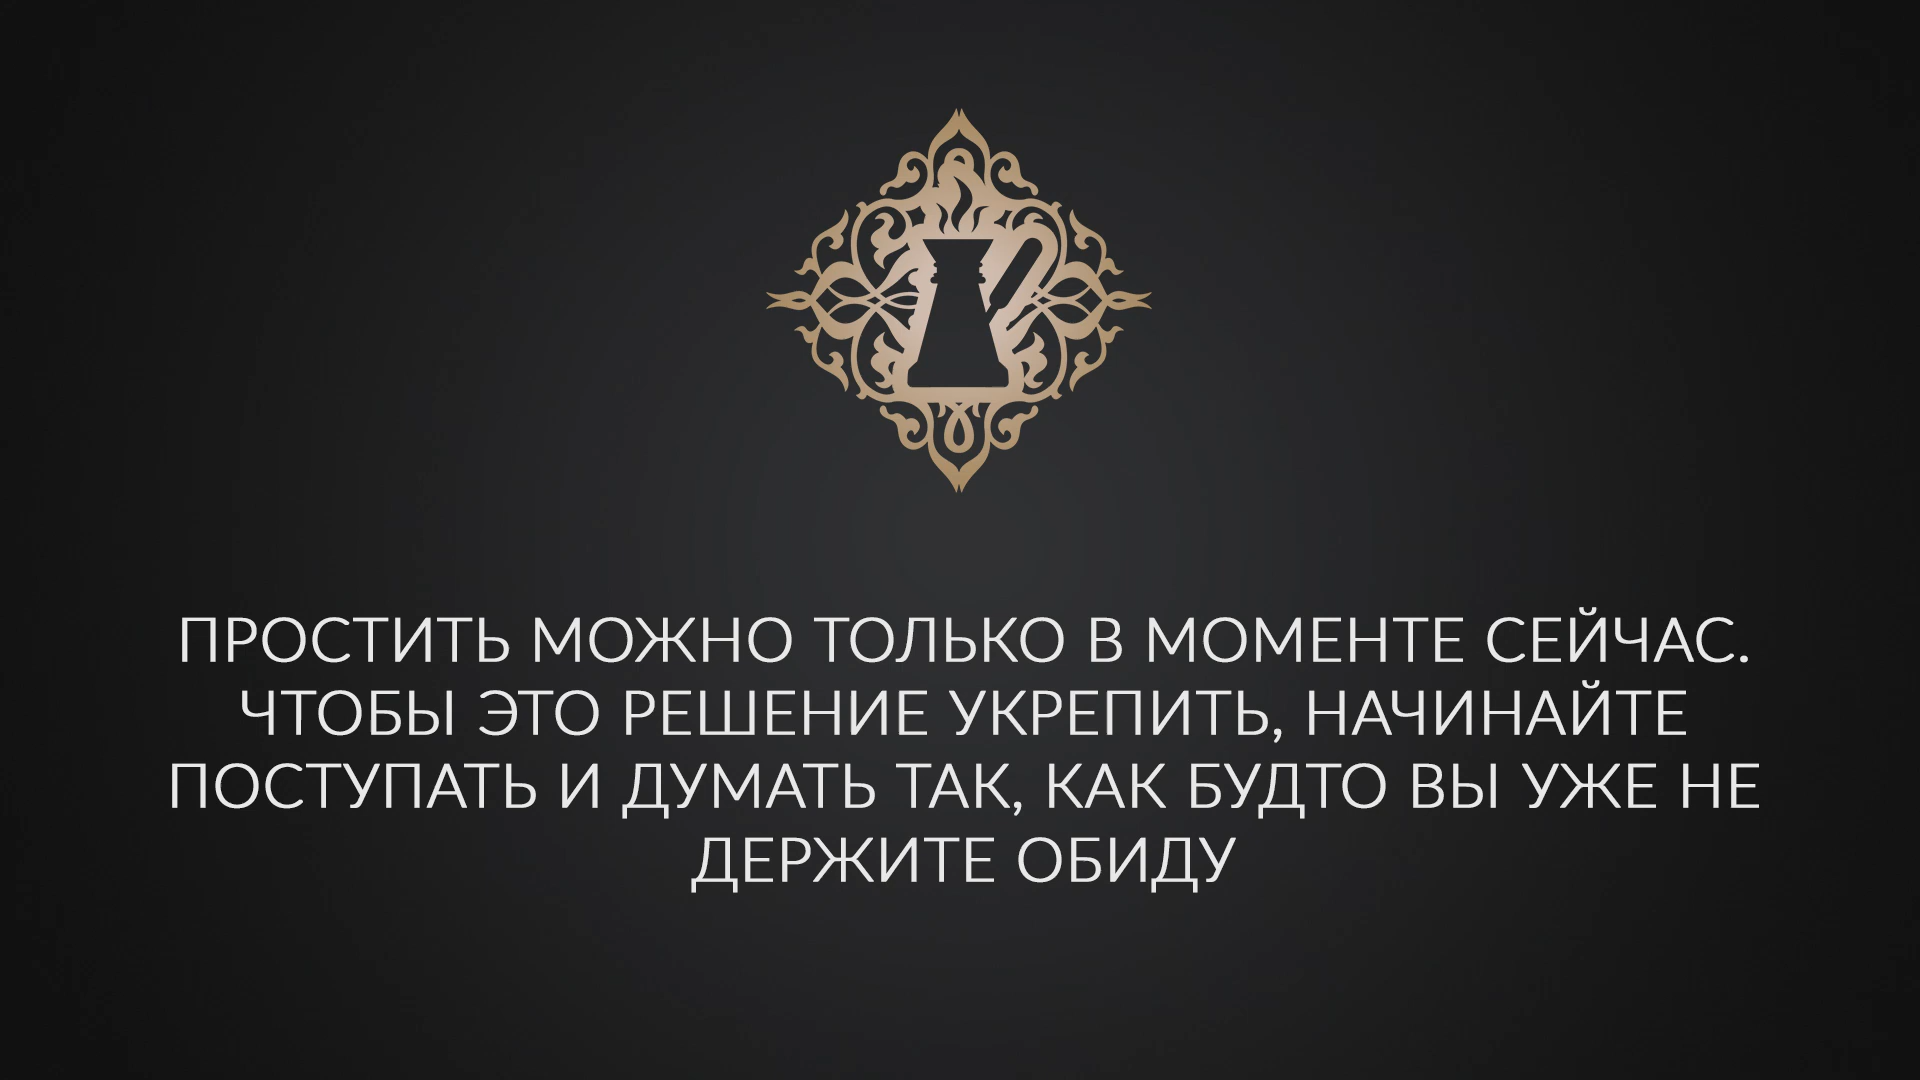 ПРОСТИТЬ МОЖНО ТОЛЬКО В МОМЕНТЕ СЕЙЧАС.
ЧТОБЫ ЭТО РЕШЕНИЕ УКРЕПИТЬ, НАЧИНАЙТЕ
ПОСТУПАТЬ И ДУМАТЬ ТАК, КАК БУДТО ВЫ УЖЕ НЕ
ДЕРЖИТЕ ОБИДУ